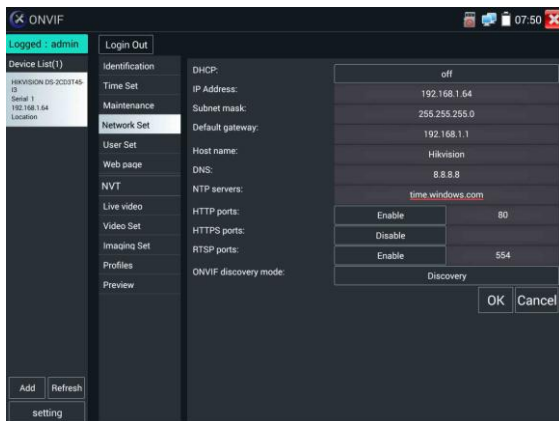 ONVIF
07:50
Logged : admin
Login Out
Device List(1)
HIKVISION DS-2CD3T45-
I3
Serial 1
192.168.1.64
Location
Identification
Time Set
Maintenance
Network Set
User Set
Web page
NVT
Live video
Video Set
Imaging Set
Profiles
Preview
DHCP: off
IP Address: 192.168.1.64
Subnet mask: 255.255.255.0
Default gateway: 192.168.1.1
Host name: Hikvision
DNS: 8.8.8.8
NTP servers: time.windows.com
HTTP ports: Enable 80
HTTPS ports: Disable
RTSP ports: Enable 554
ONVIF discovery mode: Discovery
OK Cancel
Add Refresh
setting